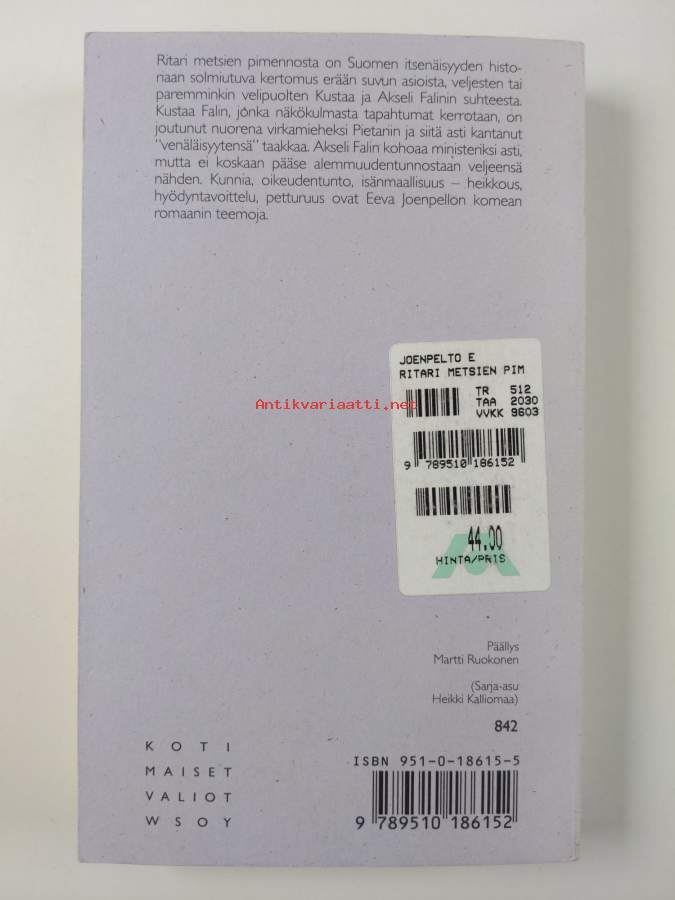 Ritari metsien pimennosta on Suomen itsenäisyyden histo-
riaan solmiutuva kertomus erään suvun asioista, veljesten tai
paremminkin velipuolten Kustaa ja Akseli Falinin suhteesta.
Kustaa Falin, jonka näkökulmasta tapahtumat kerrotaan, on
joutunut nuorena virkamieheksi Pietariin ja siitä asti kantanut
"venäläisyytensä" taakkaa. Akseli Falin kohoaa ministeriksi asti,
mutta ei koskaan pääse alemmuudentunnostaan veljeensä
nähden. Kunnia, oikeudentunto, isänmaallisuus – heikkous,
hyödyntavoittelu, petturuus ovat Eeva Joenpellon komean
romaanin teemoja.
JOENPELTO E
RITARI METSIEN PIM
TR 512
TAA 2030
VVKK 9603
Antikvariaatti.net
9 789510 186152
44.00
HINTA/PRIS
Päällys
Martti Ruokonen
(Sarja-asu
Heikki Kalliomaa)
842
KOTI
MAISET
VALIOT
WSOY
ISBN 951-0-18615-5
9 789510 186152